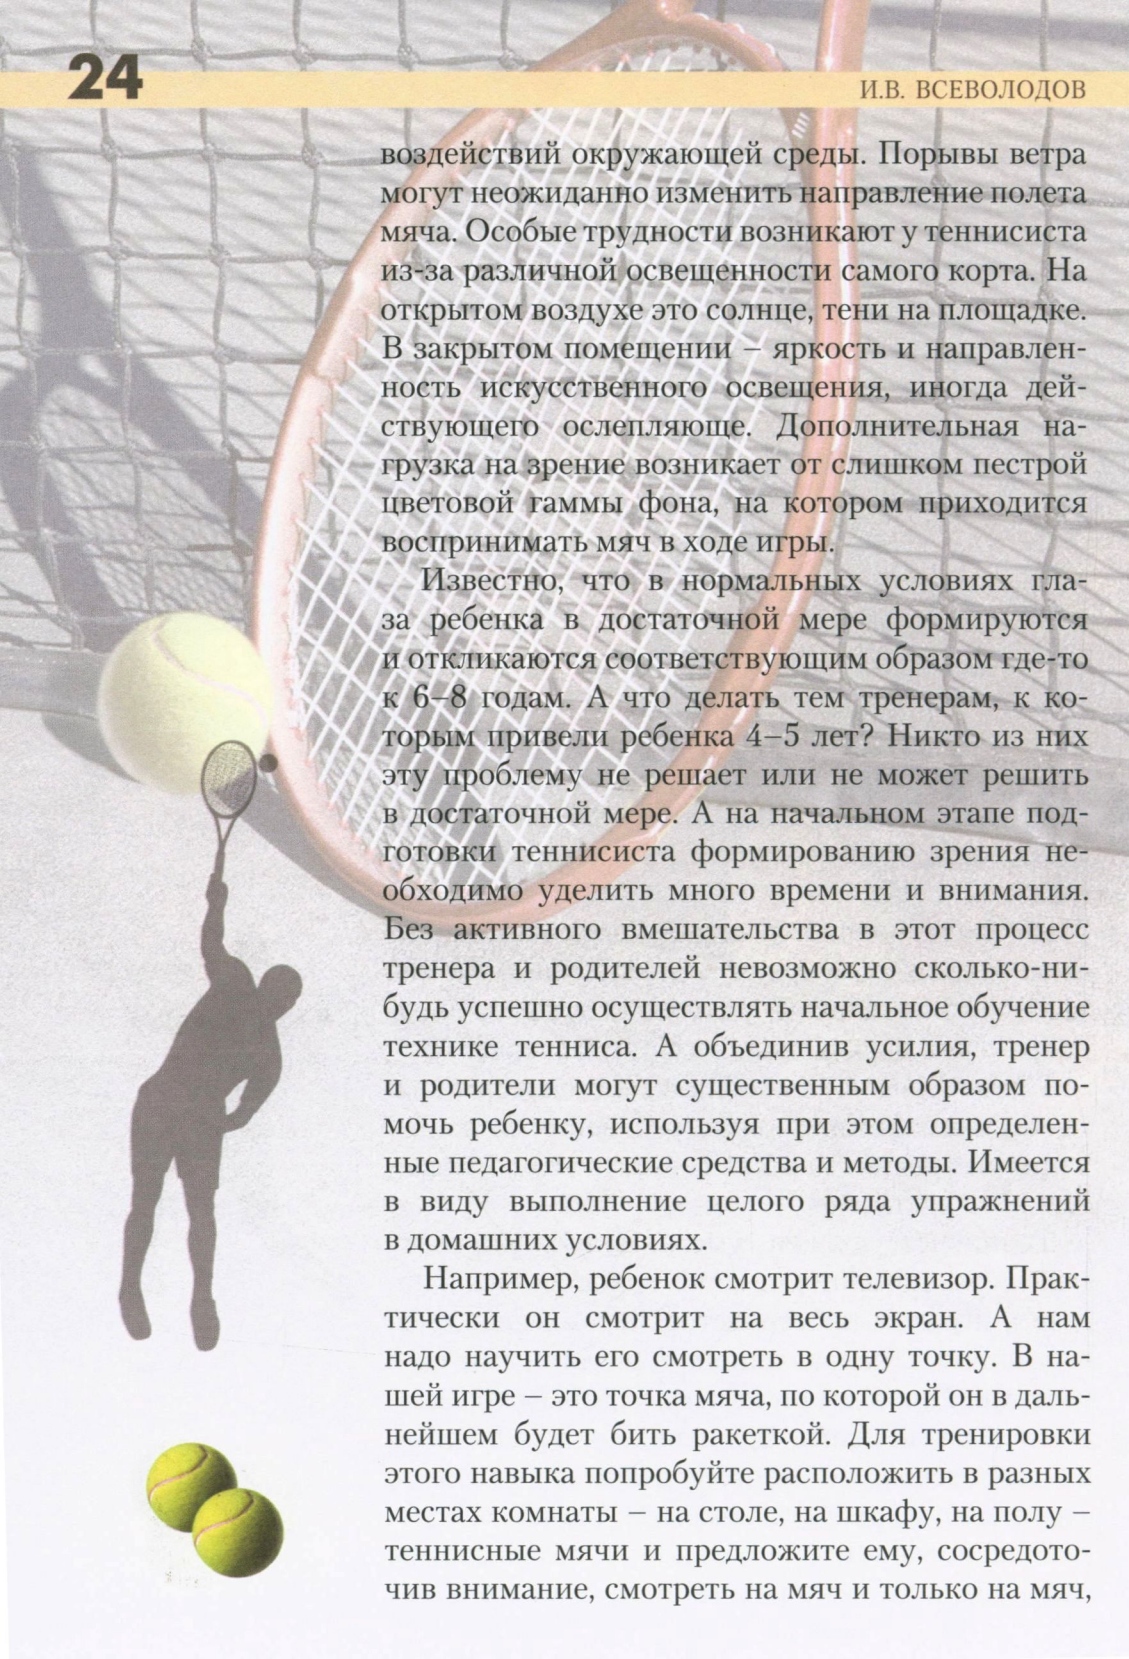 24
И.В. ВСЕВОЛОДОВ
воздействий окружающей среды. Порывы ветра
могут неожиданно изменить направление полета
мяча. Особые трудности возникают у теннисиста
из-за различной освещенности самого корта. На
открытом воздухе это солнце, тени на площадке.
В закрытом помещении – яркость и направлен-
ность искусственного освещения, иногда дей-
ствующего ослепляюще. Дополнительная на-
грузка на зрение возникает от слишком пестрой
цветовой гаммы фона, на котором приходится
воспринимать мяч в ходе игры.
Известно, что в нормальных условиях гла-
за ребенка в достаточной мере формируются
и откликаются соответствующим образом где-то
к 6–8 годам. А что делать тем тренерам, к ко-
торым привели ребенка 4–5 лет? Никто из них
эту проблему не решает или не может решить
в достаточной мере. А на начальном этапе под-
готовки теннисиста формированию зрения не-
обходимо уделить много времени и внимания.
Без активного вмешательства в этот процесс
тренера и родителей невозможно сколько-ни-
будь успешно осуществлять начальное обучение
технике тенниса. А объединив усилия, тренер
и родители могут существенным образом по-
мочь ребенку, используя при этом определен-
ные педагогические средства и методы. Имеется
в виду выполнение целого ряда упражнений
в домашних условиях.
Например, ребенок смотрит телевизор. Прак-
тически он смотрит на весь экран. А нам
надо научить его смотреть в одну точку. В на-
шей игре – это точка мяча, по которой он в даль-
нейшем будет бить ракеткой. Для тренировки
этого навыка попробуйте расположить в разных
местах комнаты – на столе, на шкафу, на полу –
теннисные мячи и предложите ему, сосредото-
чив внимание, смотреть на мяч и только на мяч,